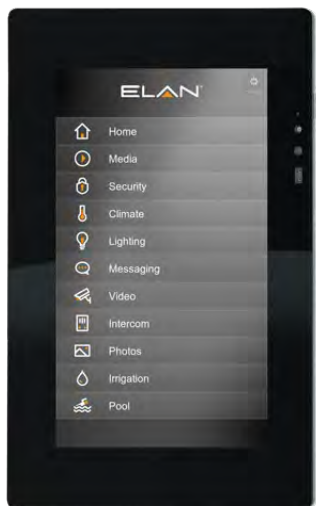 ELAN
Home
Media
Security
Climate
Lighting
Messaging
Video
Intercom
Photos
Irrigation
Pool